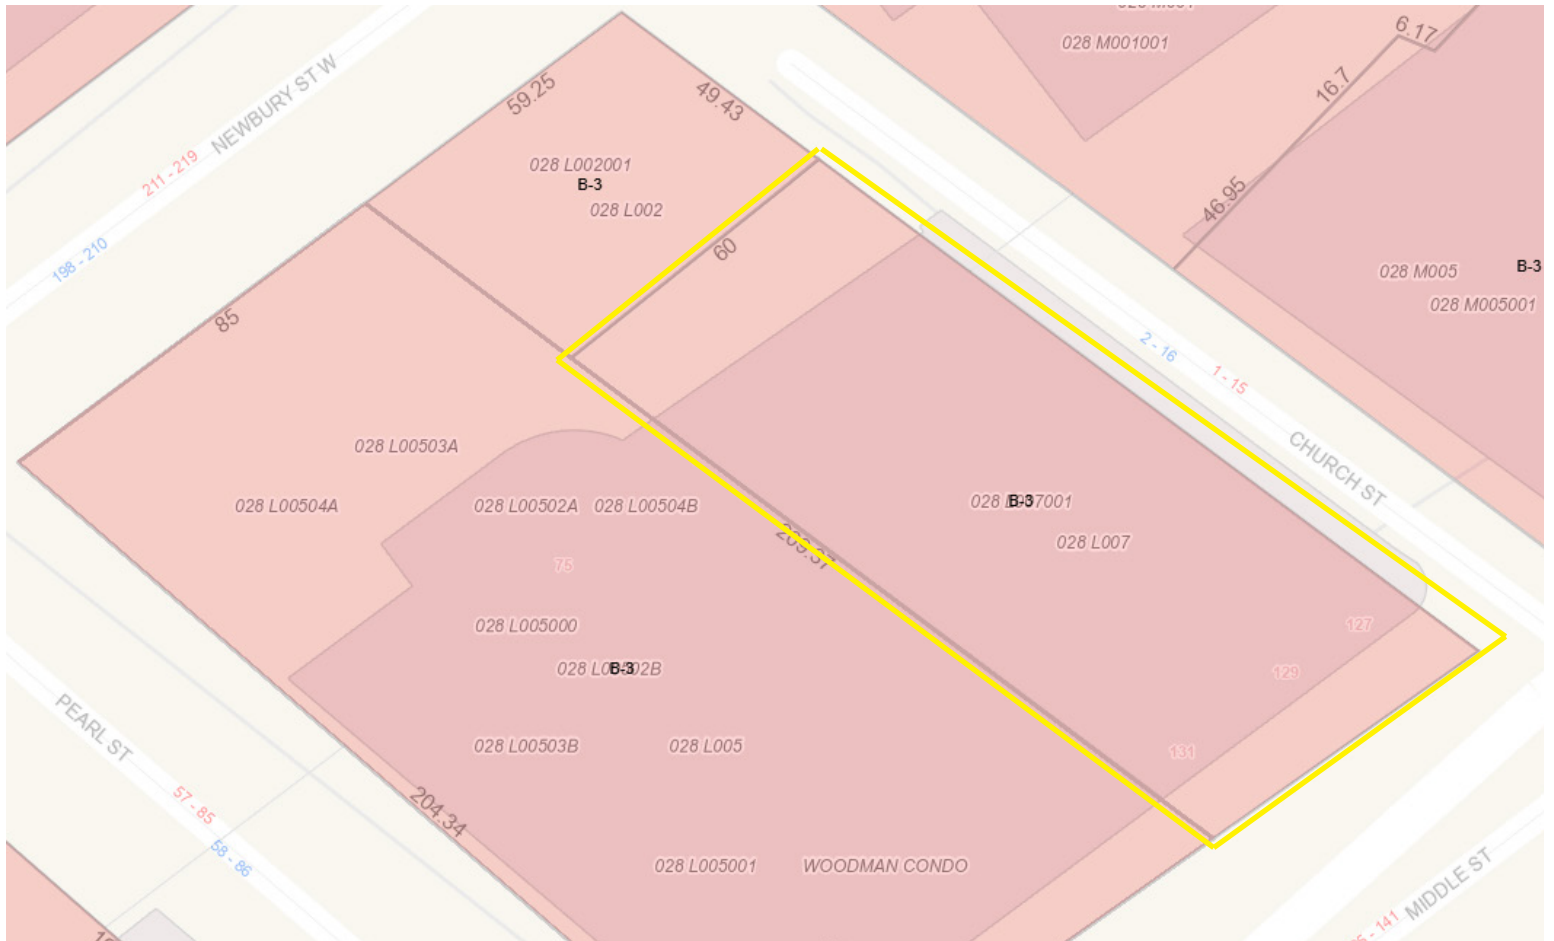 6.17
028 M001001
16.7
59.25
49.43
NEWBURY ST W
211 - 219
028 L002001
B-3
028 L002
46.95
198 - 210
60
B-3
028 M005
028 M005001
85
2 - 16
1 - 15
CHURCH ST
028 L00503A
028 L00504A
028 L00502A
028 L00504B
B-3
028 L007
209.37
75
028 L005000
127
B-3
129
PEARL ST
028 L00503B
028 L005
131
57 - 85
204.34
58 - 86
028 L005001
WOODMAN CONDO
MIDDLE ST